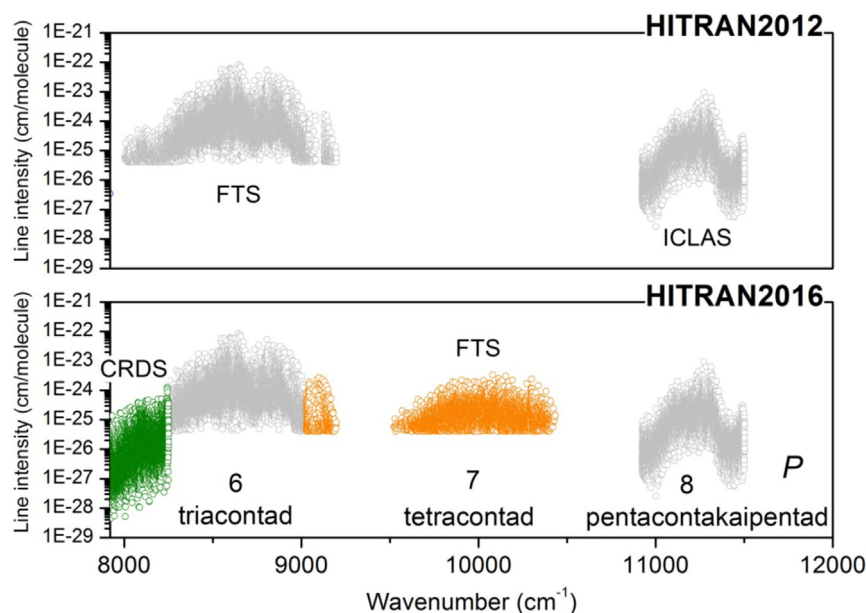 HITRAN2012
Line intensity (cm/molecule)
1E-21
1E-22
1E-23
1E-24
1E-25
1E-26
1E-27
1E-28
1E-29
FTS
ICLAS
HITRAN2016
Line intensity (cm/molecule)
1E-21
1E-22
1E-23
1E-24
1E-25
1E-26
1E-27
1E-28
1E-29
CRDS
FTS
6
7
8
P
triacontad
tetracontad
pentacontakaipentad
8000
9000
10000
11000
12000
Wavenumber (cm⁻¹)